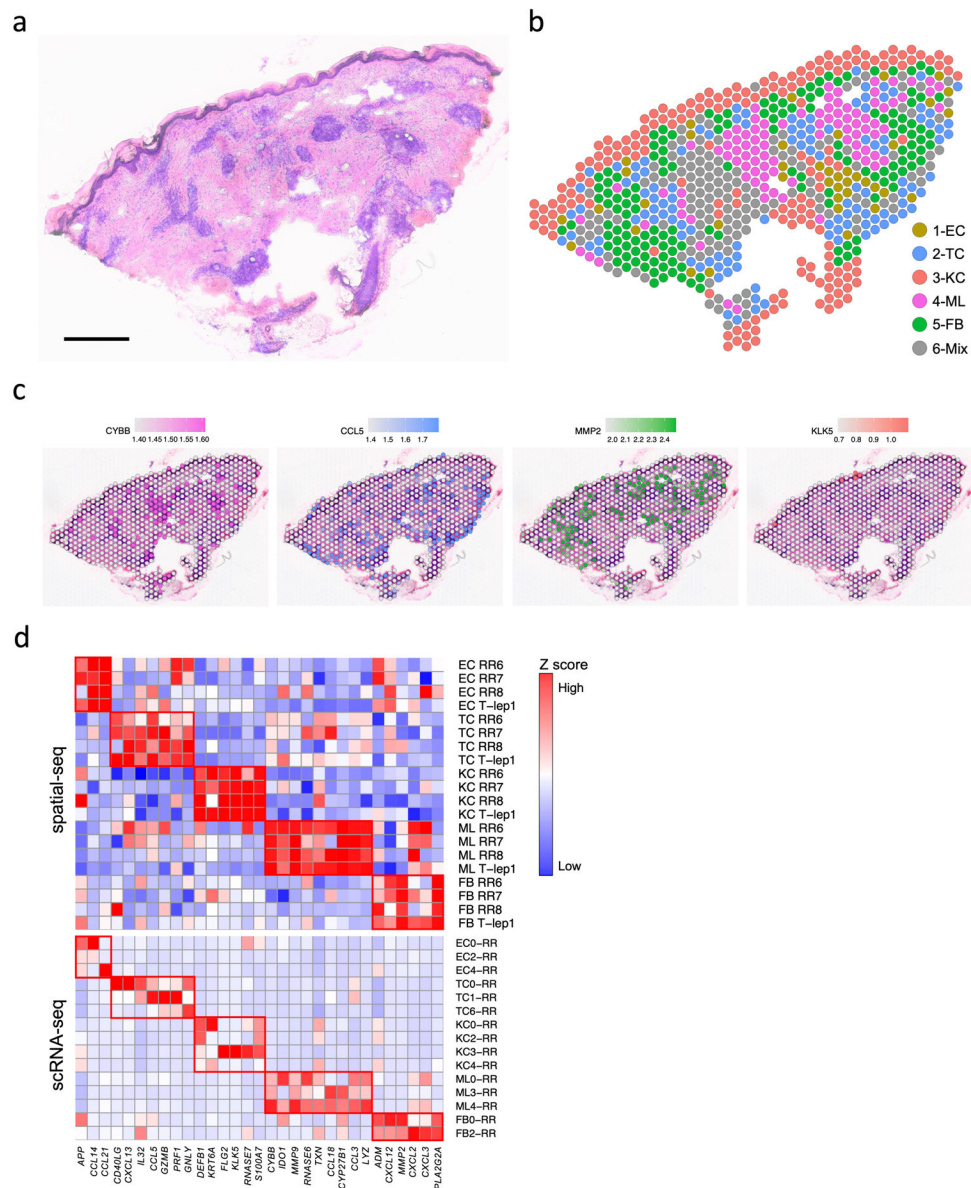 a
b
1-EC
2-TC
3-KC
4-ML
5-FB
6-Mix
c
CYBB
1.40 1.45 1.50 1.55 1.60
CCL5
1.4 1.5 1.6 1.7
MMP2
2.0 2.1 2.2 2.3 2.4
KLK5
0.7 0.8 0.9 1.0
d
spatial-seq
EC RR6
EC RR7
EC RR8
EC T-lep1
TC RR6
TC RR7
TC RR8
TC T-lep1
KC RR6
KC RR7
KC RR8
KC T-lep1
ML RR6
ML RR7
ML RR8
ML T-lep1
FB RR6
FB RR7
FB RR8
FB T-lep1
Z score
High
Low
scRNA-seq
EC0-RR
EC2-RR
EC4-RR
TC0-RR
TC1-RR
TC6-RR
KC0-RR
KC2-RR
KC3-RR
KC4-RR
ML0-RR
ML3-RR
ML4-RR
FB0-RR
FB2-RR
APP
CCL14
CCL21
CD40LG
CXCL13
IL32
CCL5
GZMB
PRF1
GNLY
DEFB1
KRT6A
FLG2
KLK5
RNASE7
S100A7
CYBB
IDO1
MMP9
RNASE6
TXN
CCL18
CYP27B1
CCL3
LYZ
ADM
CXCL12
MMP2
CXCL2
CXCL3
PLA2G2A